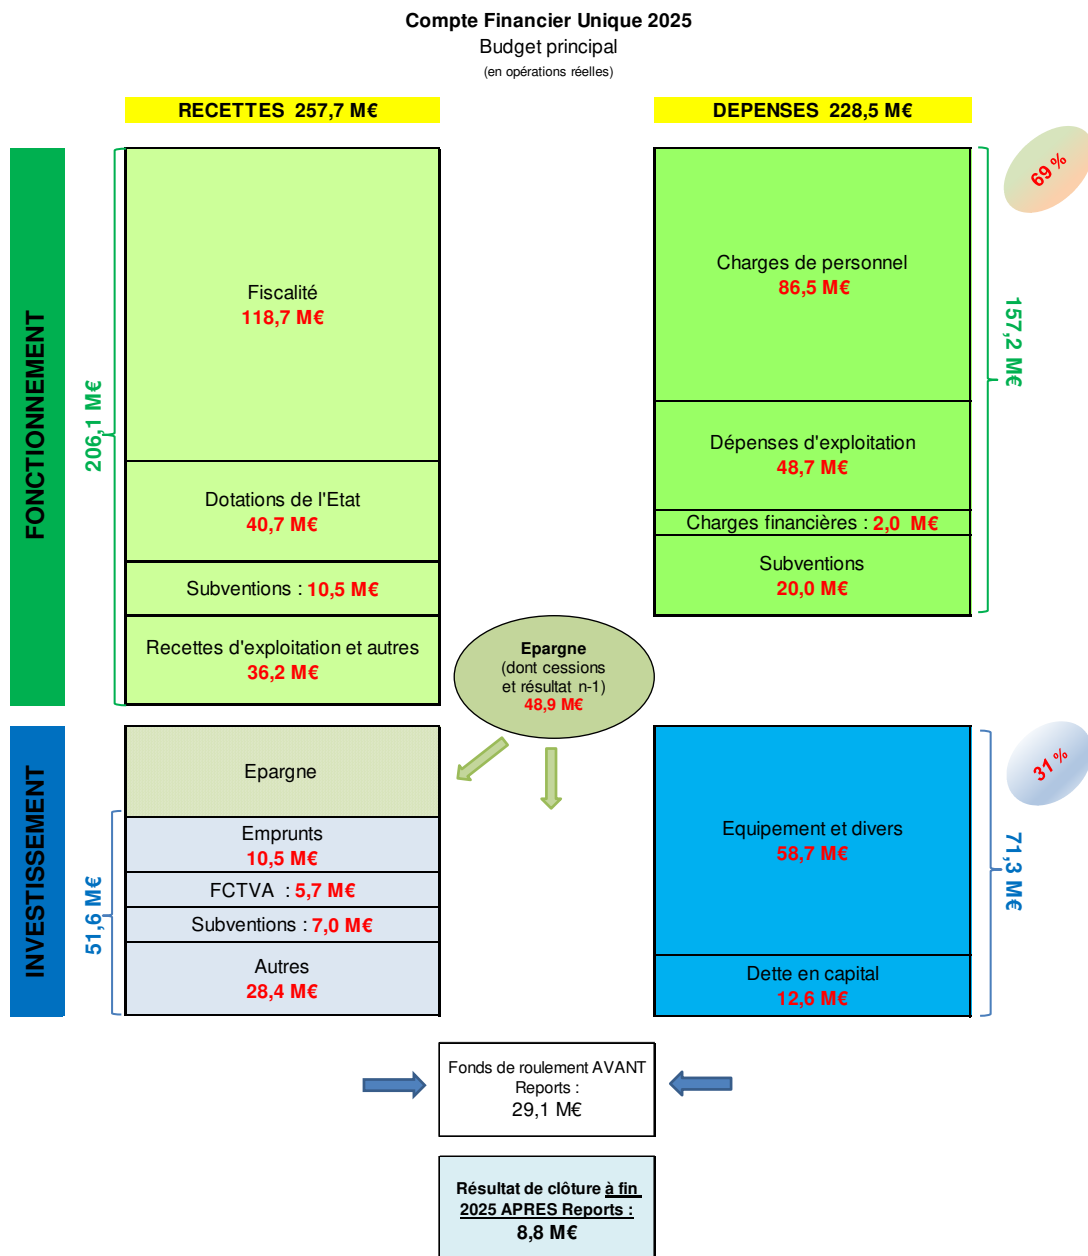 Compte Financier Unique 2025
Budget principal
(en opérations réelles)
RECETTES 257,7 M€
DEPENSES 228,5 M€
FONCTIONNEMENT
206,1 M€
Fiscalité
118,7 M€
Dotations de l'Etat
40,7 M€
Subventions : 10,5 M€
Recettes d'exploitation et autres
36,2 M€
Charges de personnel
86,5 M€
Dépenses d'exploitation
48,7 M€
Charges financières : 2,0 M€
Subventions
20,0 M€
69 %
157,2 M€
Epargne
(dont cessions
et résultat n-1)
48,9 M€
INVESTISSEMENT
51,6 M€
Epargne
Emprunts
10,5 M€
FCTVA : 5,7 M€
Subventions : 7,0 M€
Autres
28,4 M€
Equipement et divers
58,7 M€
Dette en capital
12,6 M€
31 %
71,3 M€
Fonds de roulement AVANT
Reports :
29,1 M€
Résultat de clôture à fin
2025 APRES Reports :
8,8 M€